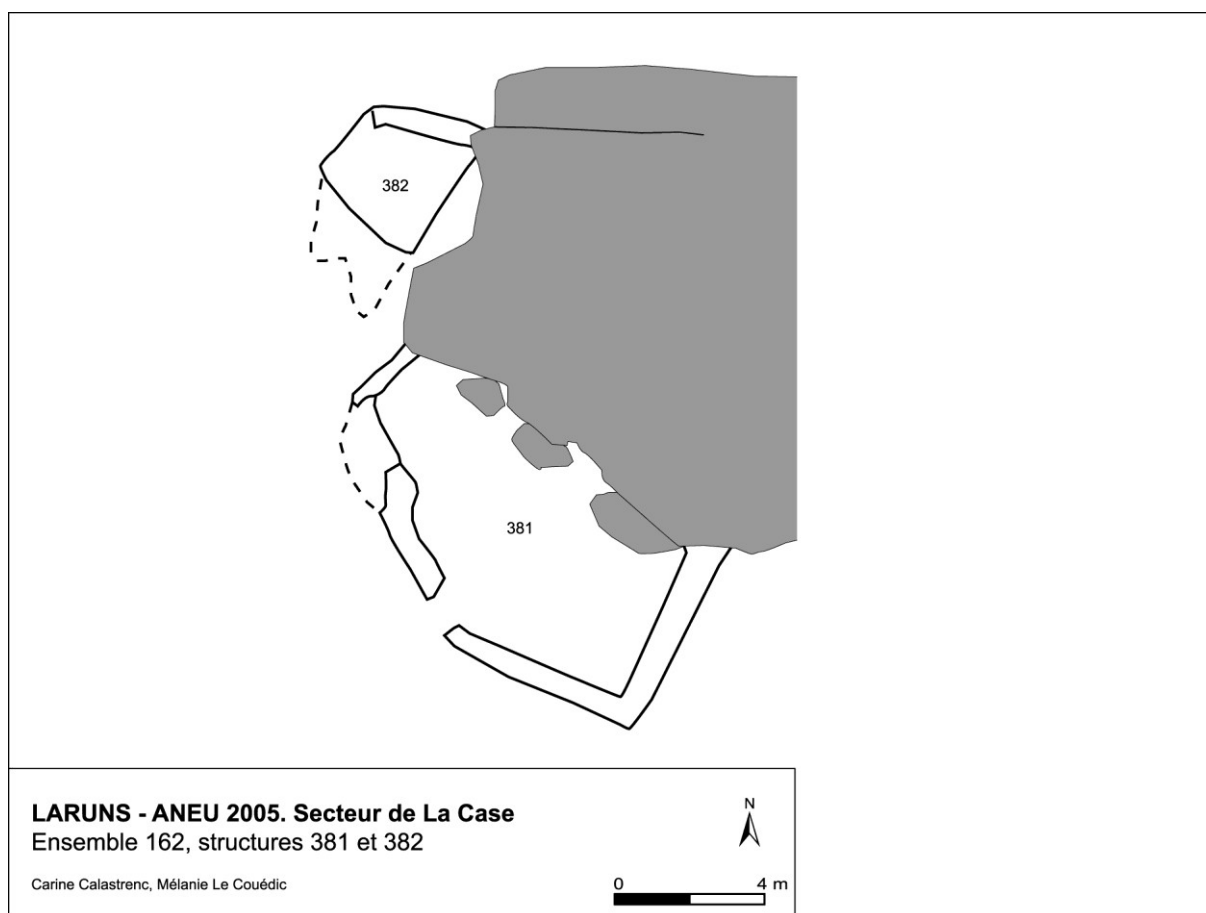 382
381
LARUNS - ANEU 2005. Secteur de La Case
Ensemble 162, structures 381 et 382
Carine Calastrenc, Mélanie Le Couédic
N
0 4 m